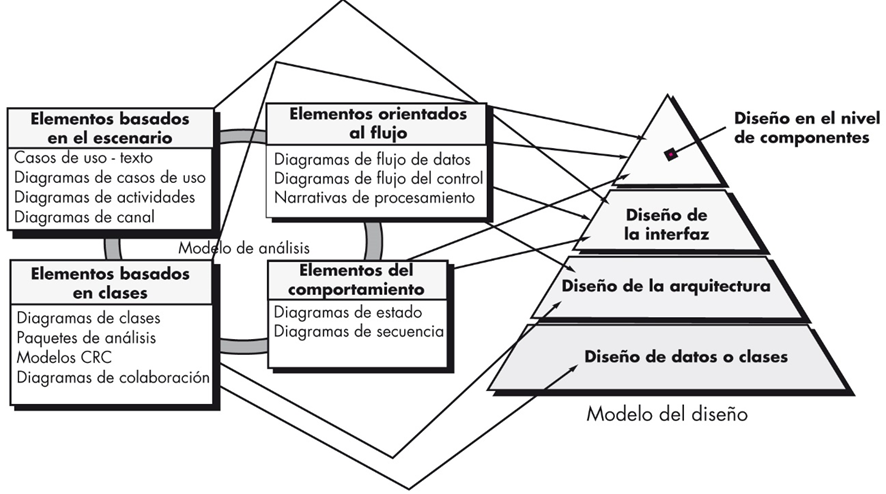 Elementos basados
en el escenario
Casos de uso - texto
Diagramas de casos de uso
Diagramas de actividades
Diagramas de canal
Elementos orientados
al flujo
Diagramas de flujo de datos
Diagramas de flujo del control
Narrativas de procesamiento
Modelo de análisis
Elementos basados
en clases
Diagramas de clases
Paquetes de análisis
Modelos CRC
Diagramas de colaboración
Elementos del
comportamiento
Diagramas de estado
Diagramas de secuencia
Diseño en el nivel
de componentes
Diseño de
la interfaz
Diseño de la arquitectura
Diseño de datos o clases
Modelo del diseño